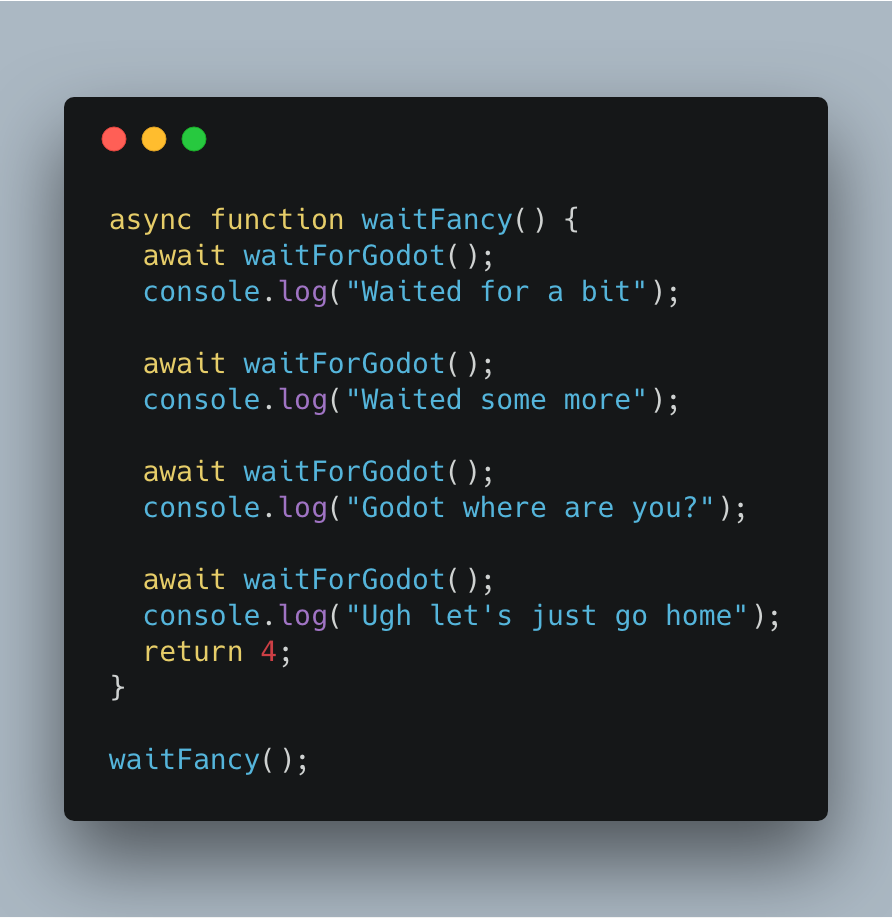 async function waitFancy() {
  await waitForGodot();
  console.log("Waited for a bit");

  await waitForGodot();
  console.log("Waited some more");

  await waitForGodot();
  console.log("Godot where are you?");

  await waitForGodot();
  console.log("Ugh let's just go home");
  return 4;
}

waitFancy();